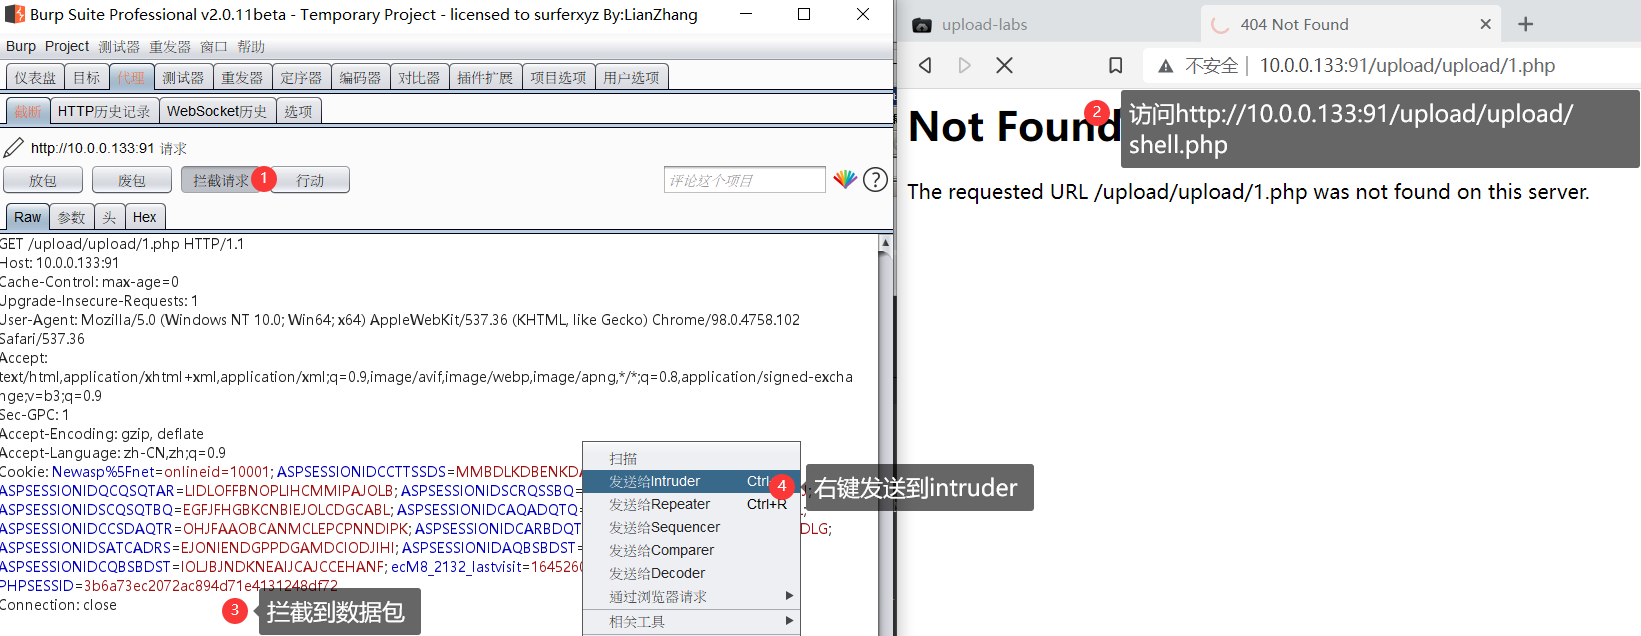 Burp Suite Professional v2.0.11beta - Temporary Project - licensed to surferxyz By:LianZhang
Burp Project 测试器 重发器 窗口 帮助
仪表盘 目标 代理 测试器 重发器 定序器 编码器 对比器 插件扩展 项目选项 用户选项
截断 HTTP历史记录 WebSocket历史 选项
http://10.0.0.133:91 请求
放包 废包 拦截请求 1 行动 评论这个项目 ?
Raw 参数 头 Hex
GET /upload/upload/1.php HTTP/1.1
Host: 10.0.0.133:91
Cache-Control: max-age=0
Upgrade-Insecure-Requests: 1
User-Agent: Mozilla/5.0 (Windows NT 10.0; Win64; x64) AppleWebKit/537.36 (KHTML, like Gecko) Chrome/98.0.4758.102
Safari/537.36
Accept:
text/html,application/xhtml+xml,application/xml;q=0.9,image/avif,image/webp,image/apng,*/*;q=0.8,application/signed-excha
nge;v=b3;q=0.9
Sec-GPC: 1
Accept-Encoding: gzip, deflate
Accept-Language: zh-CN,zh;q=0.9
Cookie: Newasp%5Fnet=onlineid=10001; ASPSESSIONIDCCTTSSDS=MMBDLKDBENKDA
ASPSESSIONIDQCQSQTAR=LIDLOFFBNOPLIHCMMIPAJOLB; ASPSESSIONIDSCRQSSBQ=
ASPSESSIONIDSCQSQTBQ=EGFJFHGBKCNBIEJOLCDGCABL; ASPSESSIONIDCAQADQTQ=
ASPSESSIONIDCCSDAQTR=OHJFAAOBCANMCLEPCPNNDIPK; ASPSESSIONIDCARBDQT DLG;
ASPSESSIONIDSATCADRS=EJONIENDGPPDGAMDCIODJIHI; ASPSESSIONIDAQBSBDST=
ASPSESSIONIDCQBSBDST=IOLJBJNDKNEAIJCAJCCEHANF; ecM8_2132_lastvisit=1645260
PHPSESSID=3b6a73ec2072ac894d71e4131248df72
Connection: close
3 拦截到数据包
扫描
发送给Intruder Ctrl
4 右键发送到intruder
发送给Repeater Ctrl+R
发送给Sequencer
发送给Comparer
发送给Decoder
通过浏览器请求
相关工具
upload-labs
404 Not Found
不安全 10.0.0.133:91/upload/upload/1.php
Not Found
2 访问http://10.0.0.133:91/upload/upload/
shell.php
The requested URL /upload/upload/1.php was not found on this server.